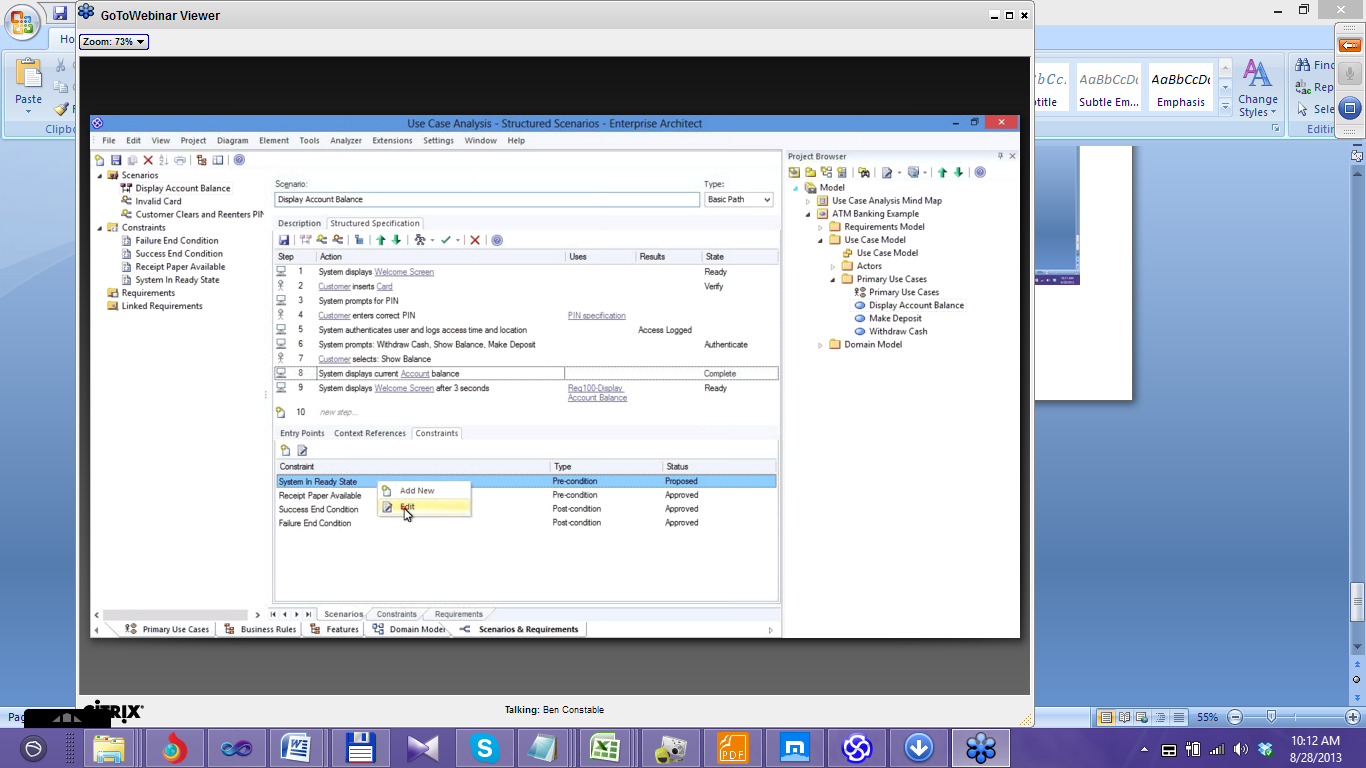 GoToWebinar Viewer
Zoom: 73%
Paste
Change
Styles
Subtle Em...
Emphasis
AaBbCcDc
Use Case Analysis - Structured Scenarios - Enterprise Architect
File Edit View Project Diagram Element Tools Analyzer Extensions Settings Window Help
Scenarios
Display Account Balance
Invalid Card
Customer Clears and Reenters PIN
Constraints
Failure End Condition
Success End Condition
Receipt Paper Available
System In Ready State
Requirements
Linked Requirements
Scenario: Type:
Display Account Balance Basic Path
Description Structured Specification
Step Action Uses Results State
1 System displays Welcome Screen Ready
2 Customer inserts Card Verify
3 System prompts for PIN
4 Customer enters correct PIN PIN specification
5 System authenticates user and logs access time and location Access Logged
6 System prompts: Withdraw Cash, Show Balance, Make Deposit Authenticate
7 Customer selects: Show Balance
8 System displays current Account balance Complete
9 System displays Welcome Screen after 3 seconds Req100-Display Account Balance Ready
10 new step...
Entry Points Context References Constraints
Constraint Type Status
System In Ready State Pre-condition Proposed
Receipt Paper Available Pre-condition Approved
Success End Condition Post-condition Approved
Failure End Condition Post-condition Approved
Add New
Edit
Scenarios Constraints Requirements
Primary Use Cases Business Rules Features Domain Model Scenarios & Requirements
Project Browser
Model
Use Case Analysis Mind Map
ATM Banking Example
Requirements Model
Use Case Model
Use Case Model
Actors
Primary Use Cases
Primary Use Cases
Display Account Balance
Make Deposit
Withdraw Cash
Domain Model
CITRIX
Talking: Ben Constable
55%
PDF
10:12 AM
8/28/2013